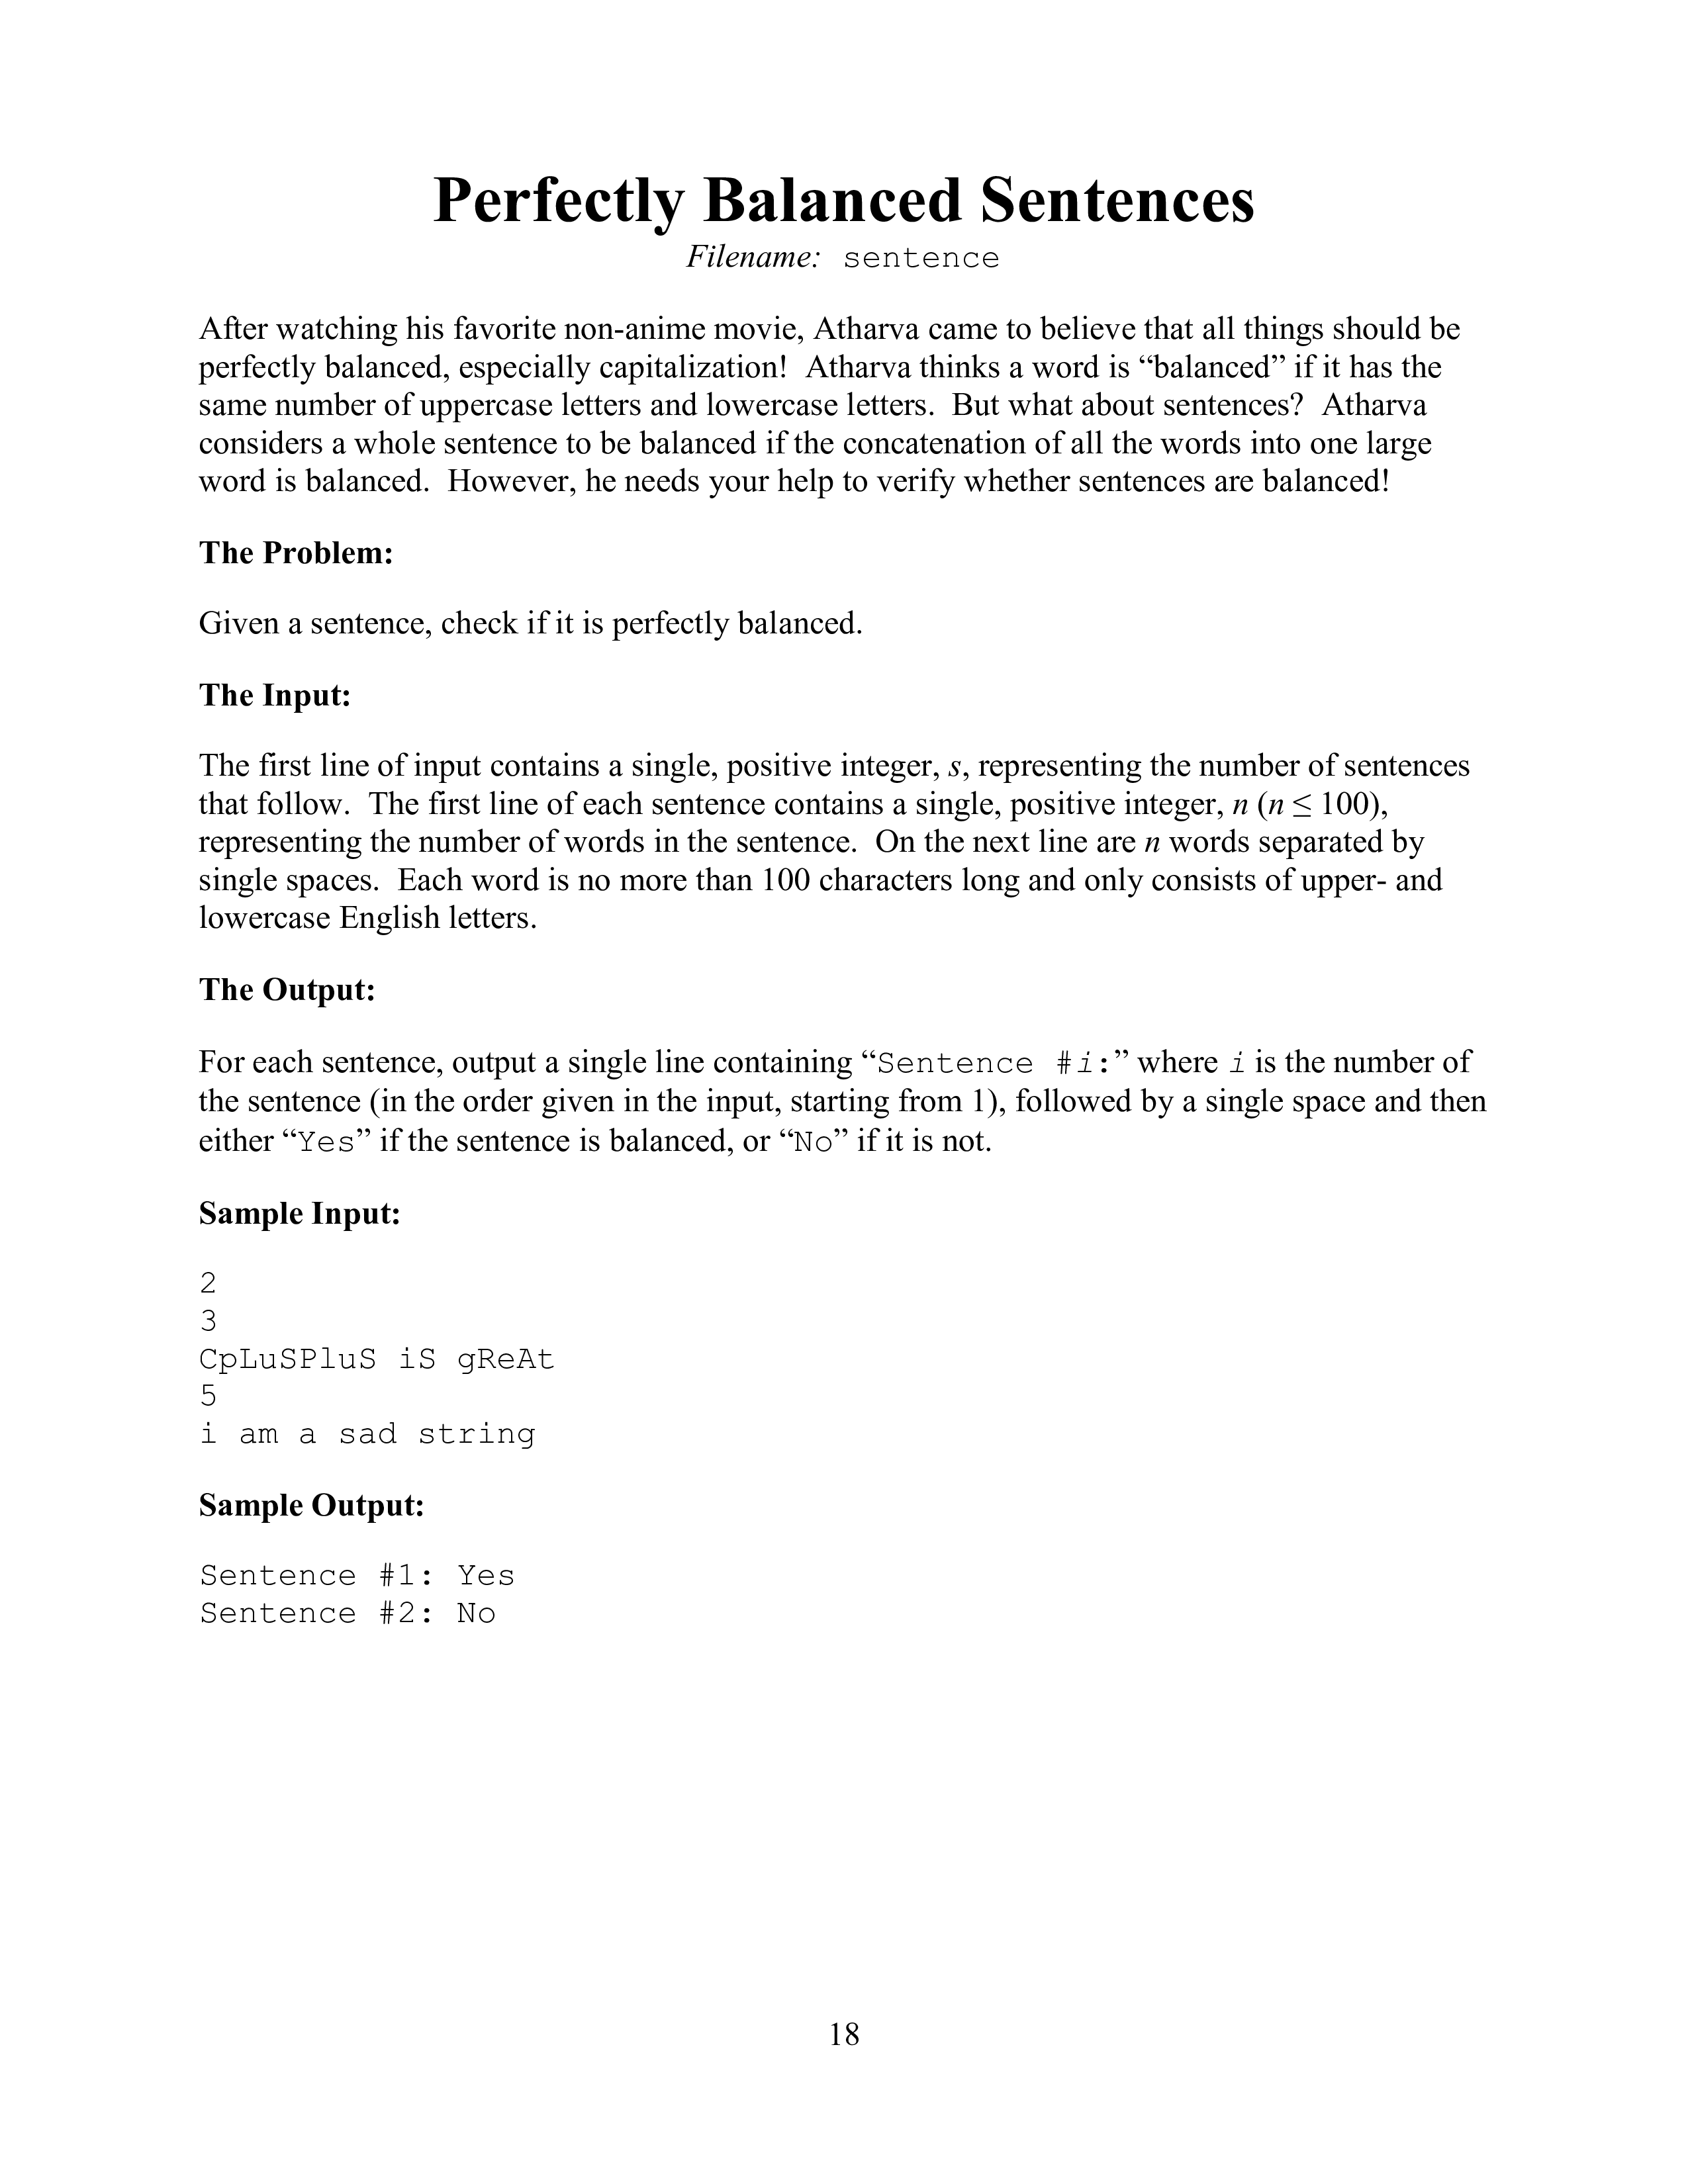 Perfectly Balanced Sentences
Filename: sentence
After watching his favorite non-anime movie, Atharva came to believe that all things should be
perfectly balanced, especially capitalization! Atharva thinks a word is “balanced” if it has the
same number of uppercase letters and lowercase letters. But what about sentences? Atharva
considers a whole sentence to be balanced if the concatenation of all the words into one large
word is balanced. However, he needs your help to verify whether sentences are balanced!
The Problem:
Given a sentence, check if it is perfectly balanced.
The Input:
The first line of input contains a single, positive integer, s, representing the number of sentences
that follow. The first line of each sentence contains a single, positive integer, n (n ≤ 100),
representing the number of words in the sentence. On the next line are n words separated by
single spaces. Each word is no more than 100 characters long and only consists of upper- and
lowercase English letters.
The Output:
For each sentence, output a single line containing “Sentence #i:” where i is the number of
the sentence (in the order given in the input, starting from 1), followed by a single space and then
either “Yes” if the sentence is balanced, or “No” if it is not.
Sample Input:
2
3
CpLuSPluS iS gReAt
5
i am a sad string
Sample Output:
Sentence #1: Yes
Sentence #2: No
18